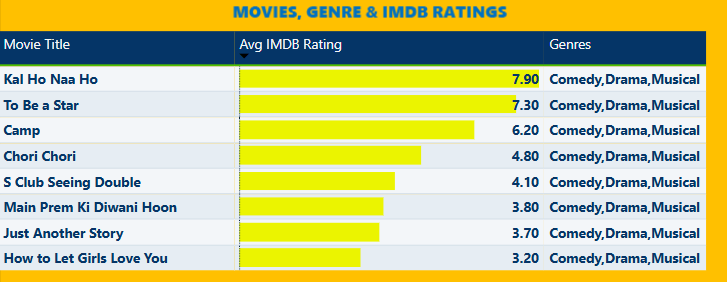 MOVIES, GENRE & IMDB RATINGS
Movie Title Avg IMDB Rating Genres
Kal Ho Naa Ho 7.90 Comedy,Drama,Musical
To Be a Star 7.30 Comedy,Drama,Musical
Camp 6.20 Comedy,Drama,Musical
Chori Chori 4.80 Comedy,Drama,Musical
S Club Seeing Double 4.10 Comedy,Drama,Musical
Main Prem Ki Diwani Hoon 3.80 Comedy,Drama,Musical
Just Another Story 3.70 Comedy,Drama,Musical
How to Let Girls Love You 3.20 Comedy,Drama,Musical